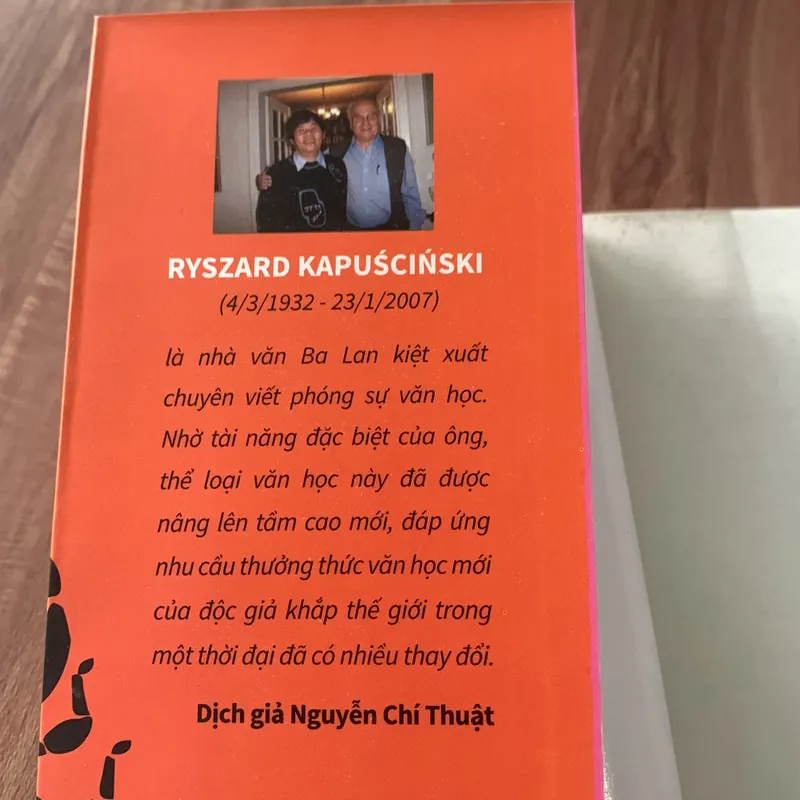 RYSZARD KAPUŚCIŃSKI
(4/3/1932 - 23/1/2007)
là nhà văn Ba Lan kiệt xuất
chuyên viết phóng sự văn học.
Nhờ tài năng đặc biệt của ông,
thể loại văn học này đã được
nâng lên tầm cao mới, đáp ứng
nhu cầu thưởng thức văn học mới
của độc giả khắp thế giới trong
một thời đại đã có nhiều thay đổi.
Dịch giả Nguyễn Chí Thuật